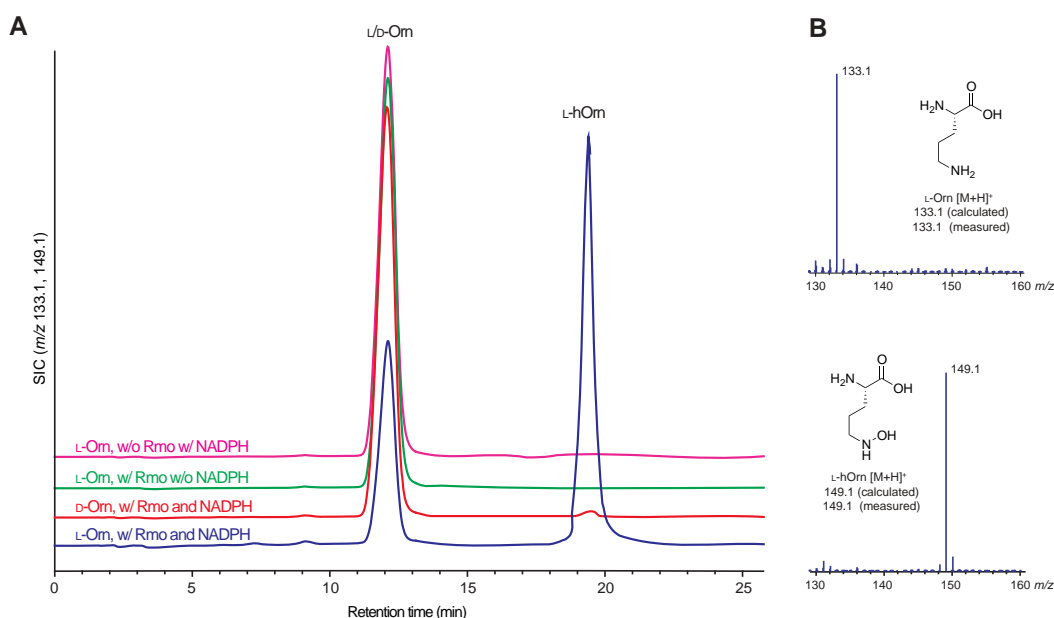 A
L/D-Orn
L-hOrn
SIC (m/z 133.1, 149.1)
L-Orn, w/o Rmo w/ NADPH
L-Orn, w/ Rmo w/o NADPH
D-Orn, w/ Rmo and NADPH
L-Orn, w/ Rmo and NADPH
0 5 10 15 20 25
Retention time (min)
B
133.1
H₂N
O
OH
NH₂
L-Orn [M+H]⁺
133.1 (calculated)
133.1 (measured)
130 140 150 160 m/z
149.1
H₂N
O
OH
N
OH
H
L-hOrn [M+H]⁺
149.1 (calculated)
149.1 (measured)
130 140 150 160 m/z